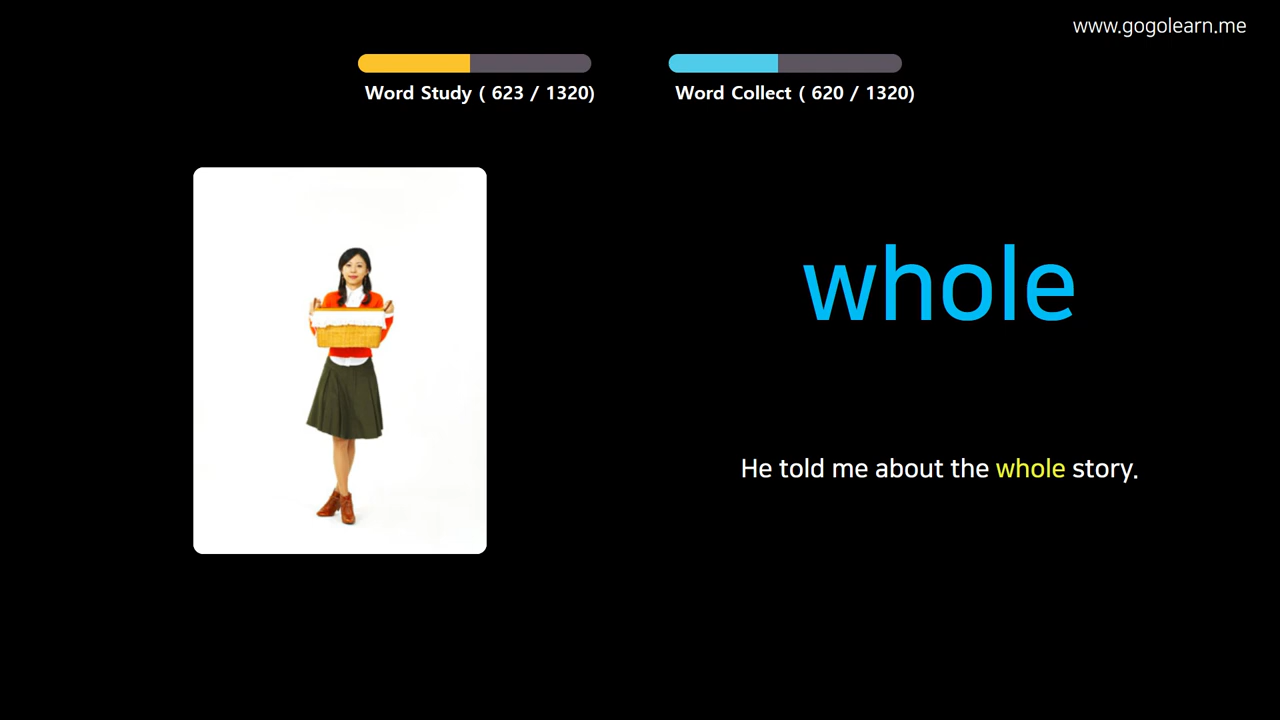 www.gogolearn.me
Word Study ( 623 / 1320)
Word Collect ( 620 / 1320)
whole
He told me about the whole story.